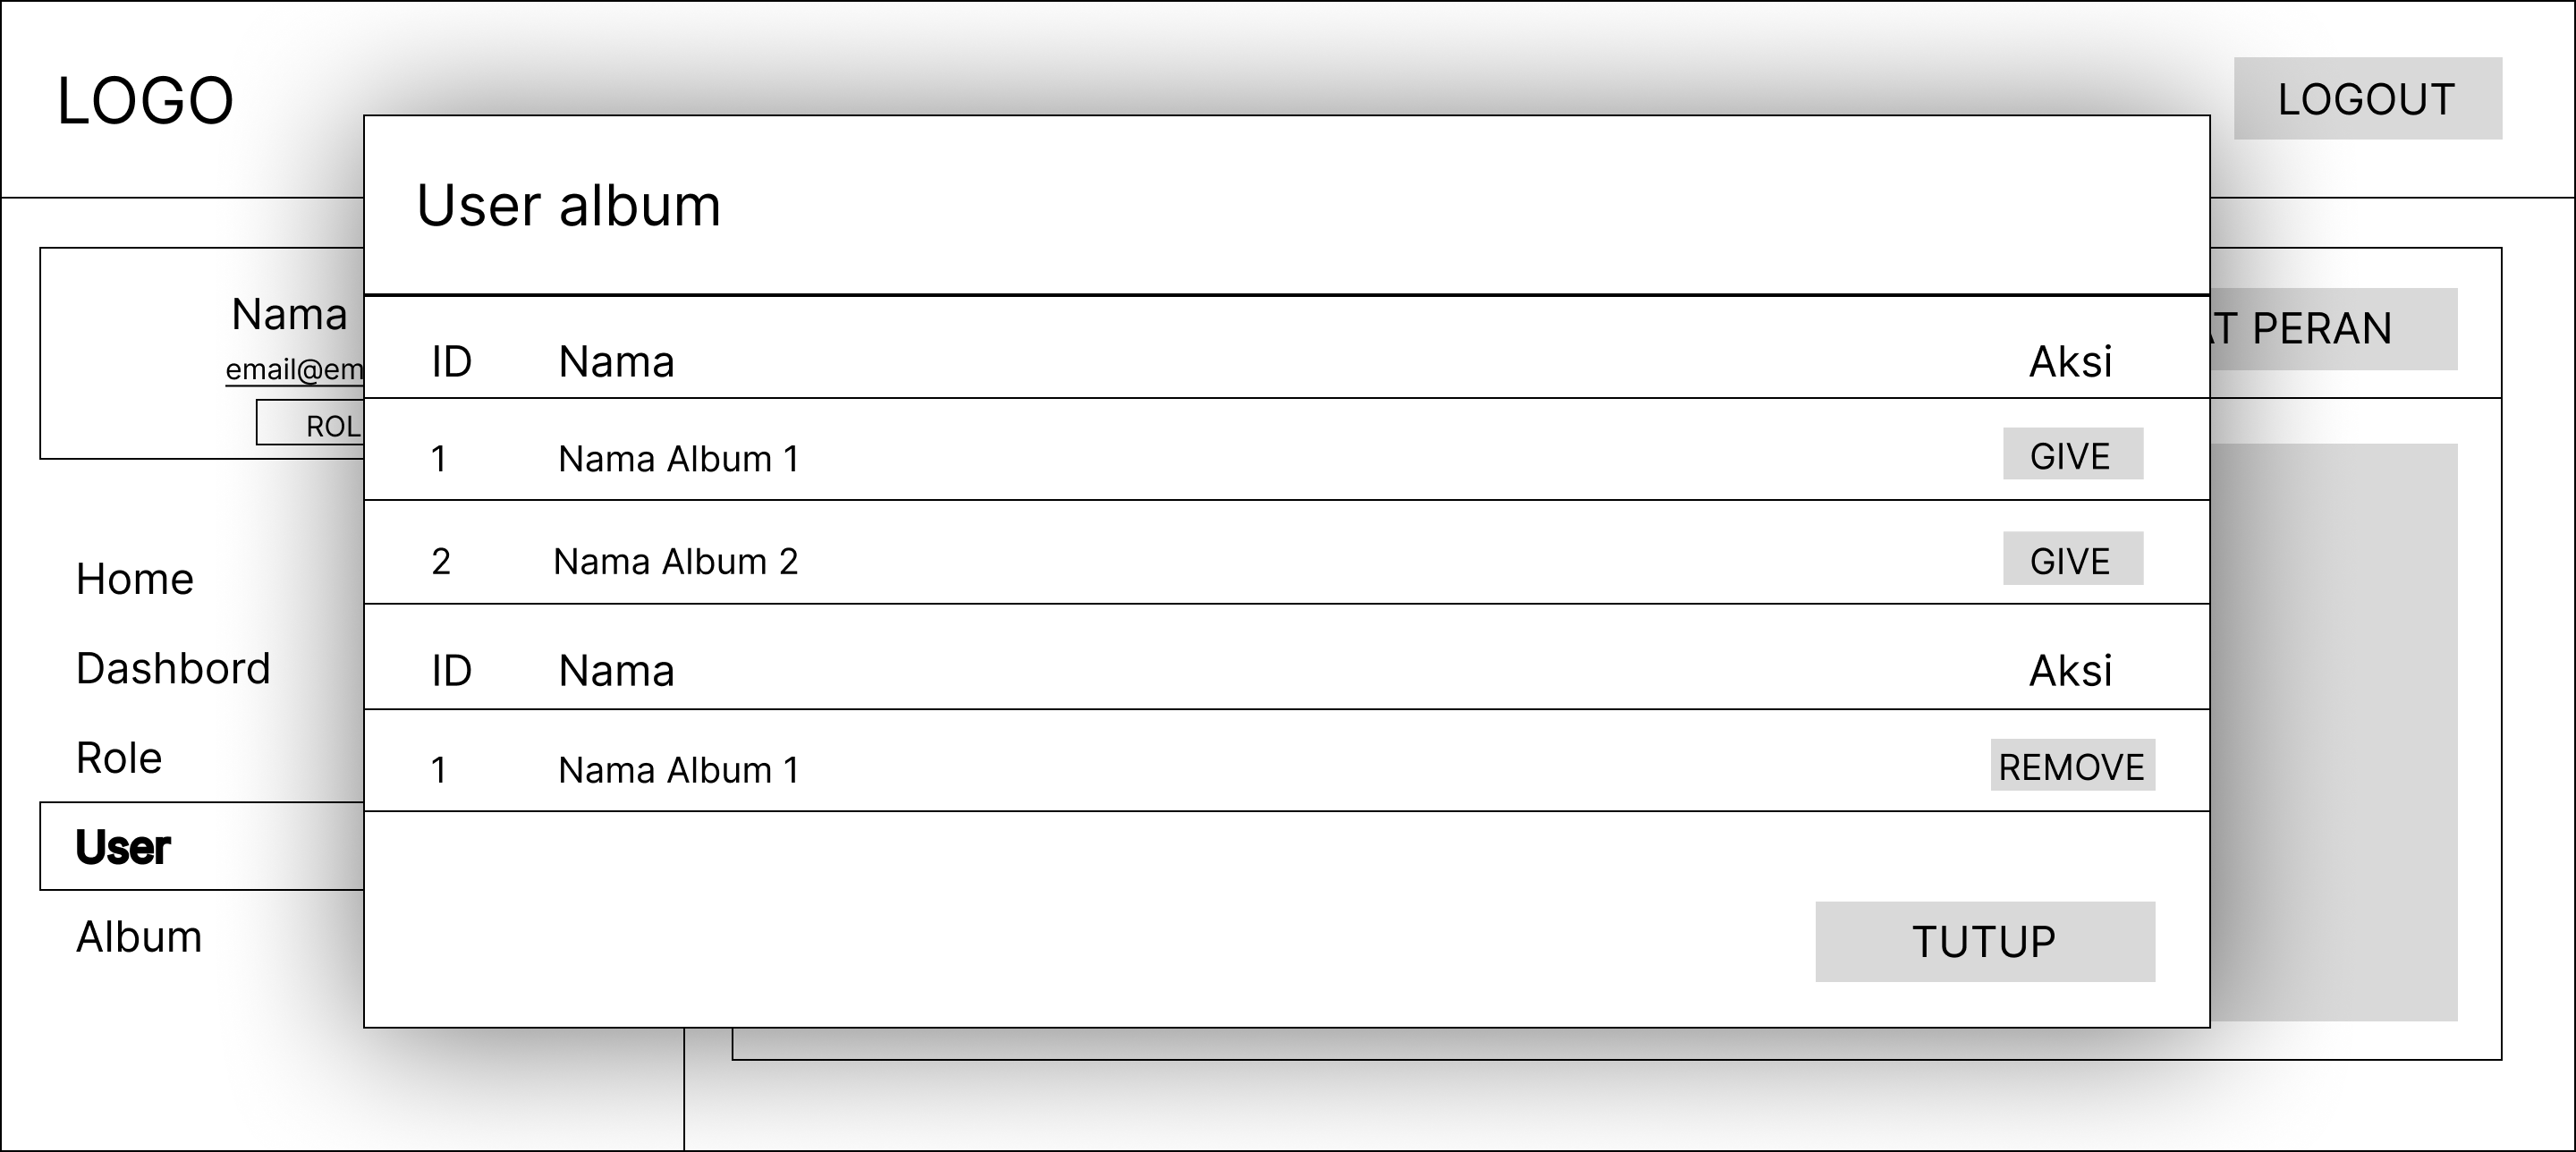 LOGO
LOGOUT
User album
Nama
email@em
PERAN
ID Nama Aksi
1 Nama Album 1 GIVE
2 Nama Album 2 GIVE
ID Nama Aksi
1 Nama Album 1 REMOVE
TUTUP
Home
Dashbord
Role
User
Album